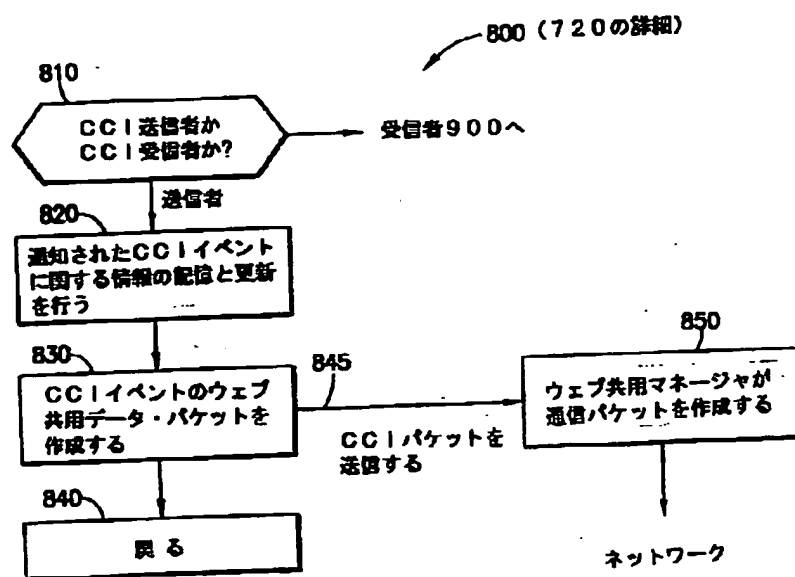 800(720の詳細)
810
CCI送信者か
CCI受信者か?
受信者900へ
送信者
820
通知されたCCIイベント
に関する情報の記憶と更新
を行う
830
CCIイベントのウェブ
共用データ・パケットを
作成する
845
CCIパケットを
送信する
850
ウェブ共用マネージャが
通信パケットを作成する
840
戻る
ネットワーク